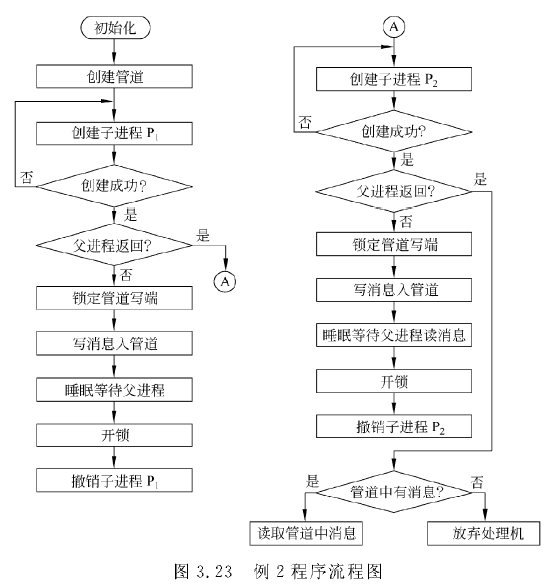 初始化
创建管道
创建子进程 P₁
创建成功?
否
是
父进程返回?
是
A
否
锁定管道写端
写消息入管道
睡眠等待父进程
开锁
撤销子进程 P₁
A
创建子进程 P₂
否
创建成功?
是
父进程返回?
是
否
锁定管道写端
写消息入管道
睡眠等待父进程读消息
开锁
撤销子进程 P₂
是
管道中有消息?
否
读取管道中消息
放弃处理机
图 3.23 例 2 程序流程图